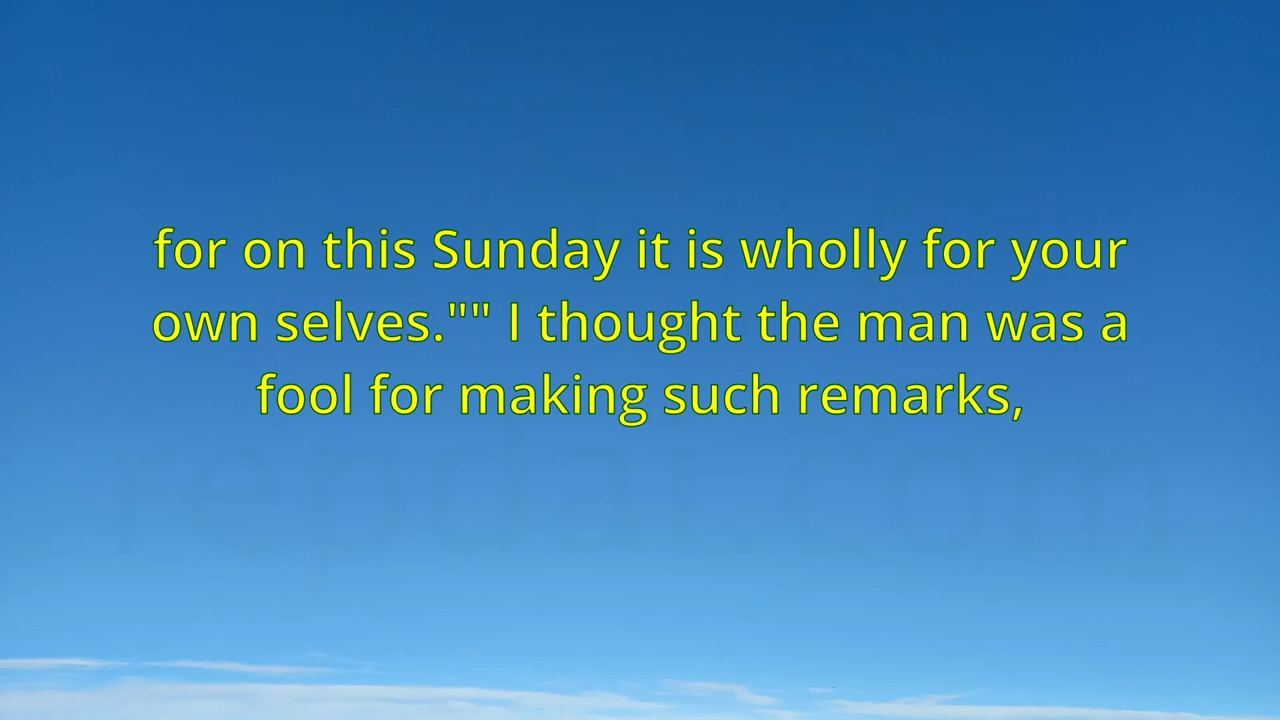 for on this Sunday it is wholly for your
own selves."" I thought the man was a
fool for making such remarks,